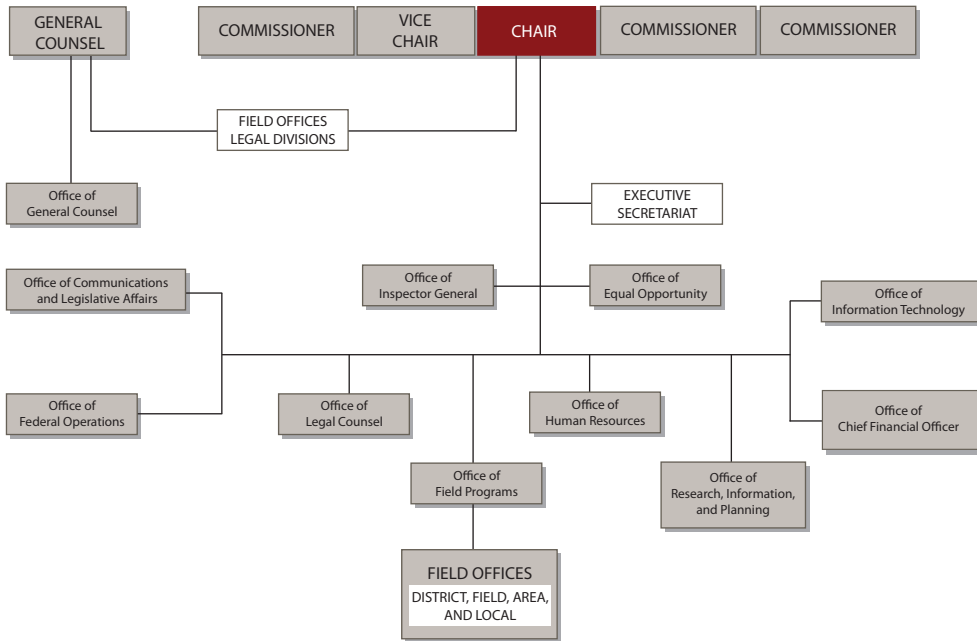 GENERAL
COUNSEL
COMMISSIONER
VICE
CHAIR
CHAIR
COMMISSIONER
COMMISSIONER
FIELD OFFICES
LEGAL DIVISIONS
Office of
General Counsel
EXECUTIVE
SECRETARIAT
Office of Communications
and Legislative Affairs
Office of
Inspector General
Office of
Equal Opportunity
Office of
Information Technology
Office of
Federal Operations
Office of
Legal Counsel
Office of
Human Resources
Office of
Chief Financial Officer
Office of
Field Programs
Office of
Research, Information,
and Planning
FIELD OFFICES
DISTRICT, FIELD, AREA,
AND LOCAL